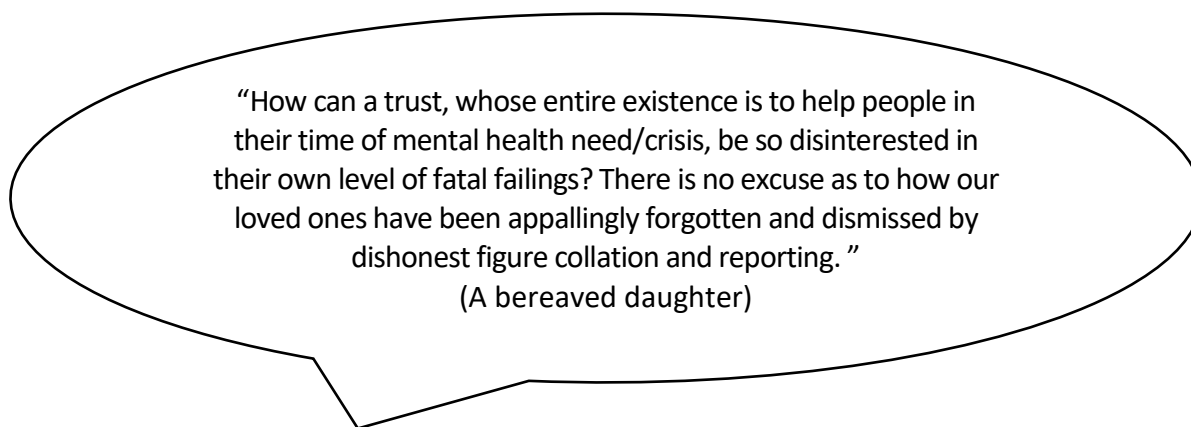 “How can a trust, whose entire existence is to help people in
their time of mental health need/crisis, be so disinterested in
their own level of fatal failings? There is no excuse as to how our
loved ones have been appallingly forgotten and dismissed by
dishonest figure collation and reporting. ”
(A bereaved daughter)